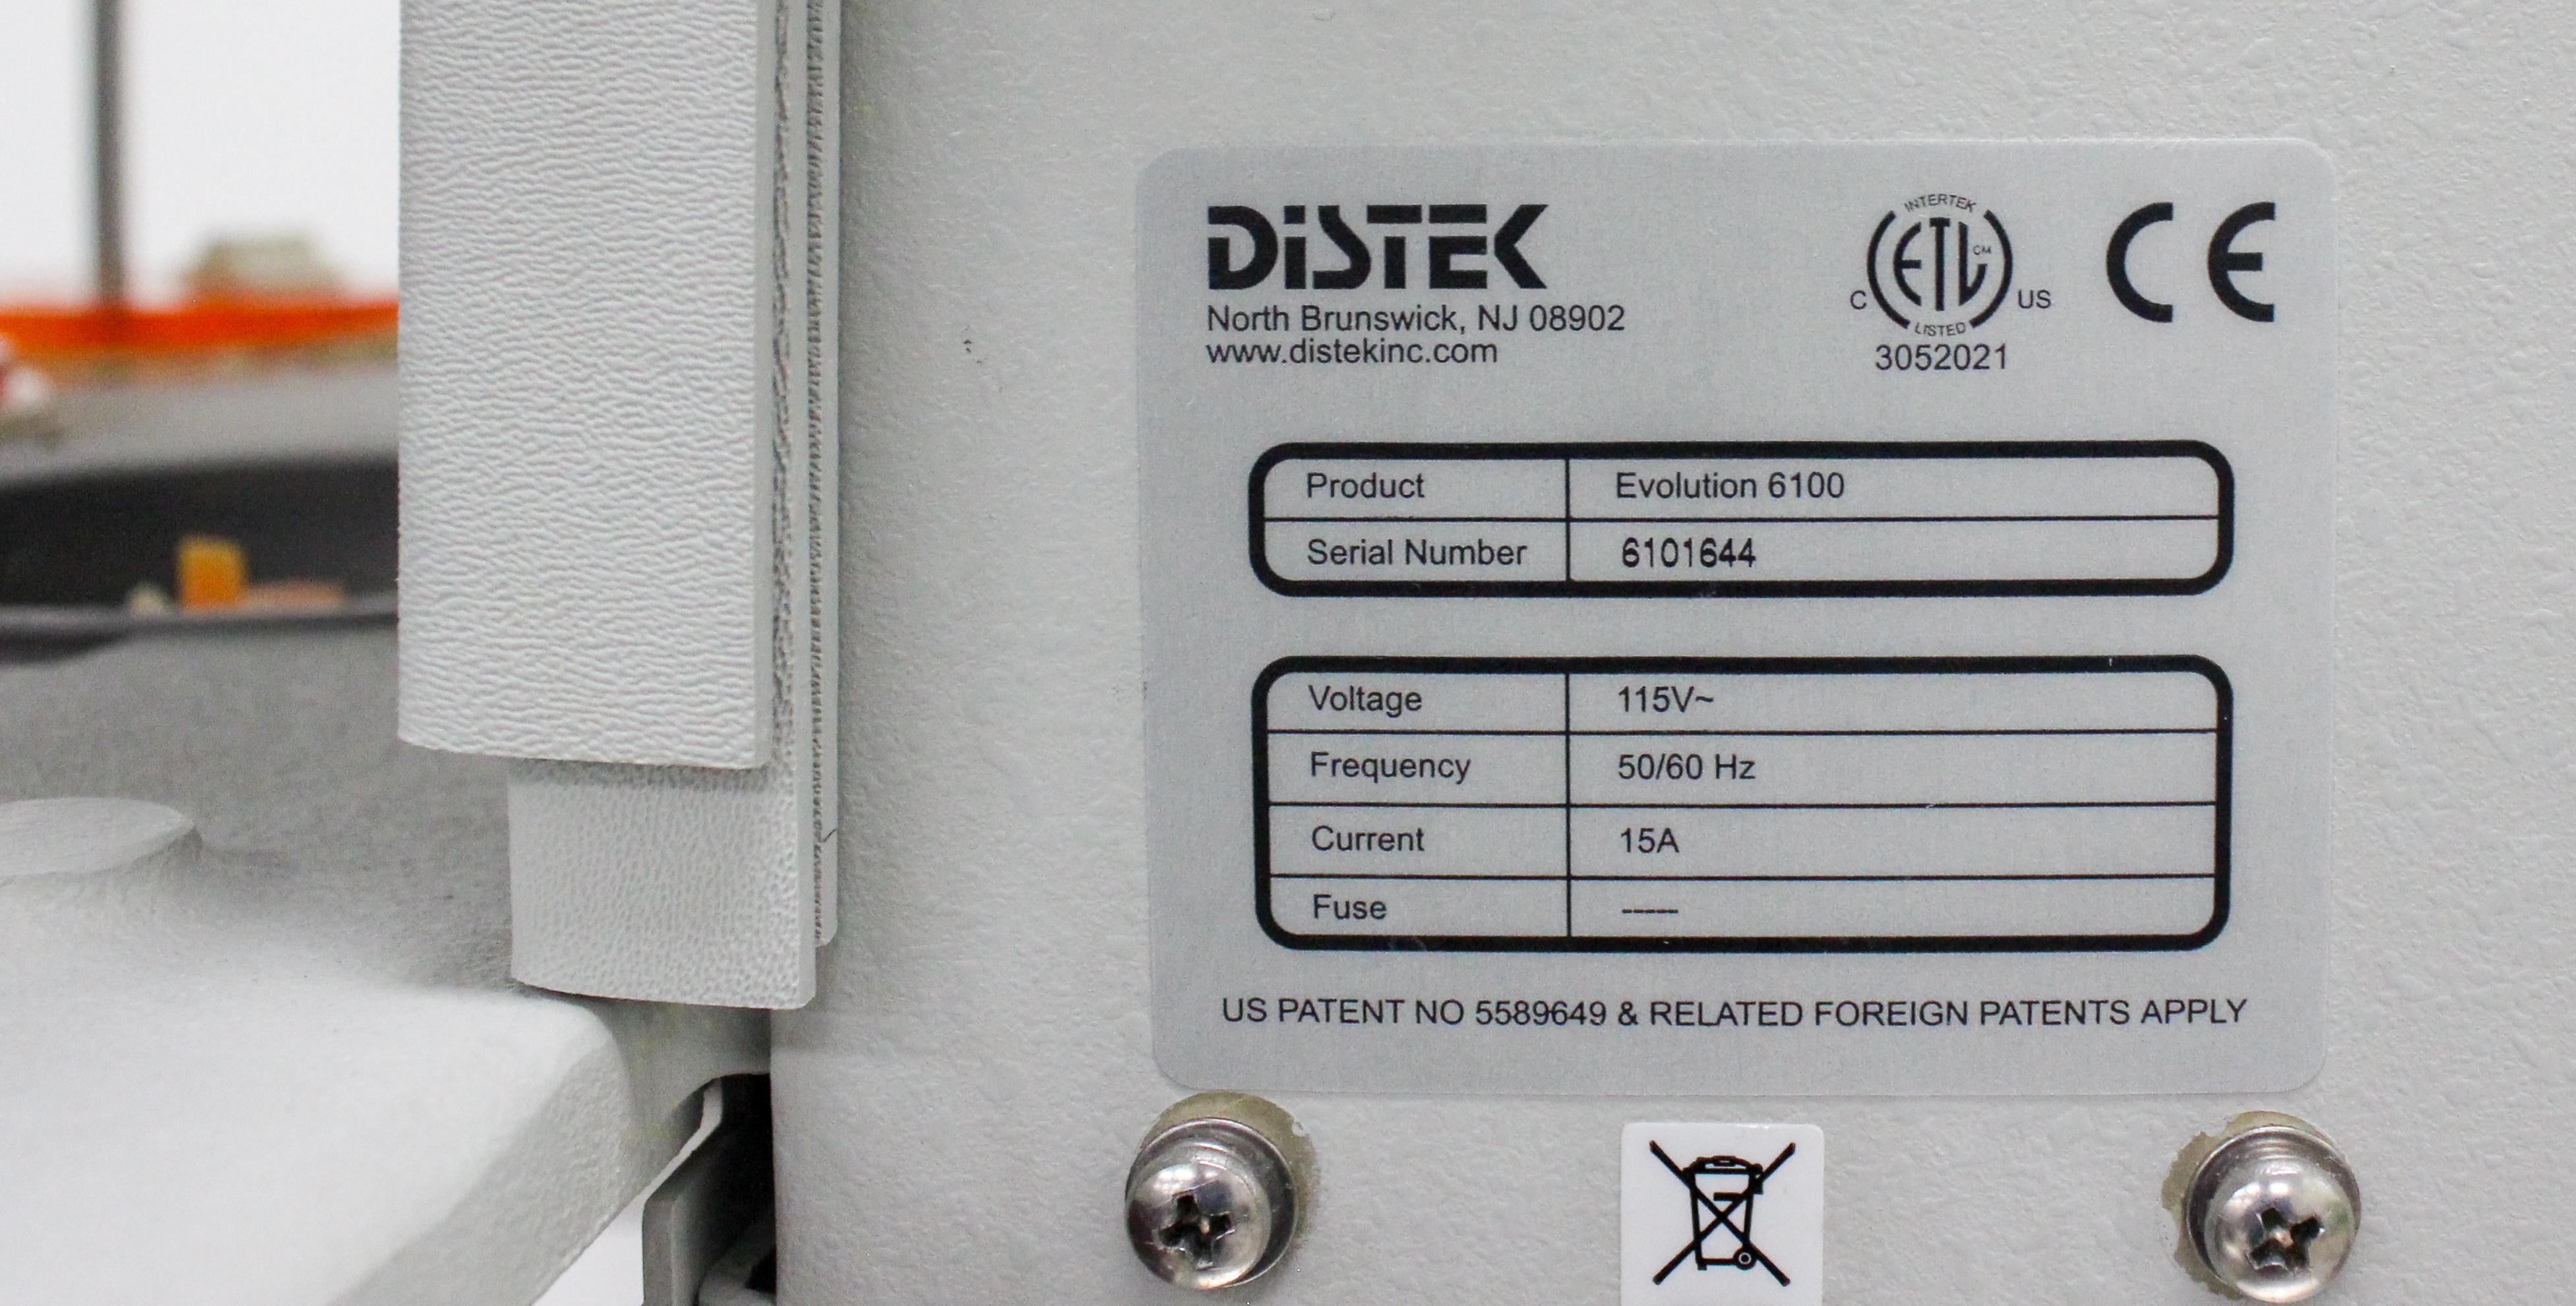 DiSTEK
North Brunswick, NJ 08902
www.distekinc.com
INTERTEK
ETL CM
C US
LISTED
3052021
CE
Product Evolution 6100
Serial Number 6101644
Voltage 115V~
Frequency 50/60 Hz
Current 15A
Fuse -----
US PATENT NO 5589649 & RELATED FOREIGN PATENTS APPLY